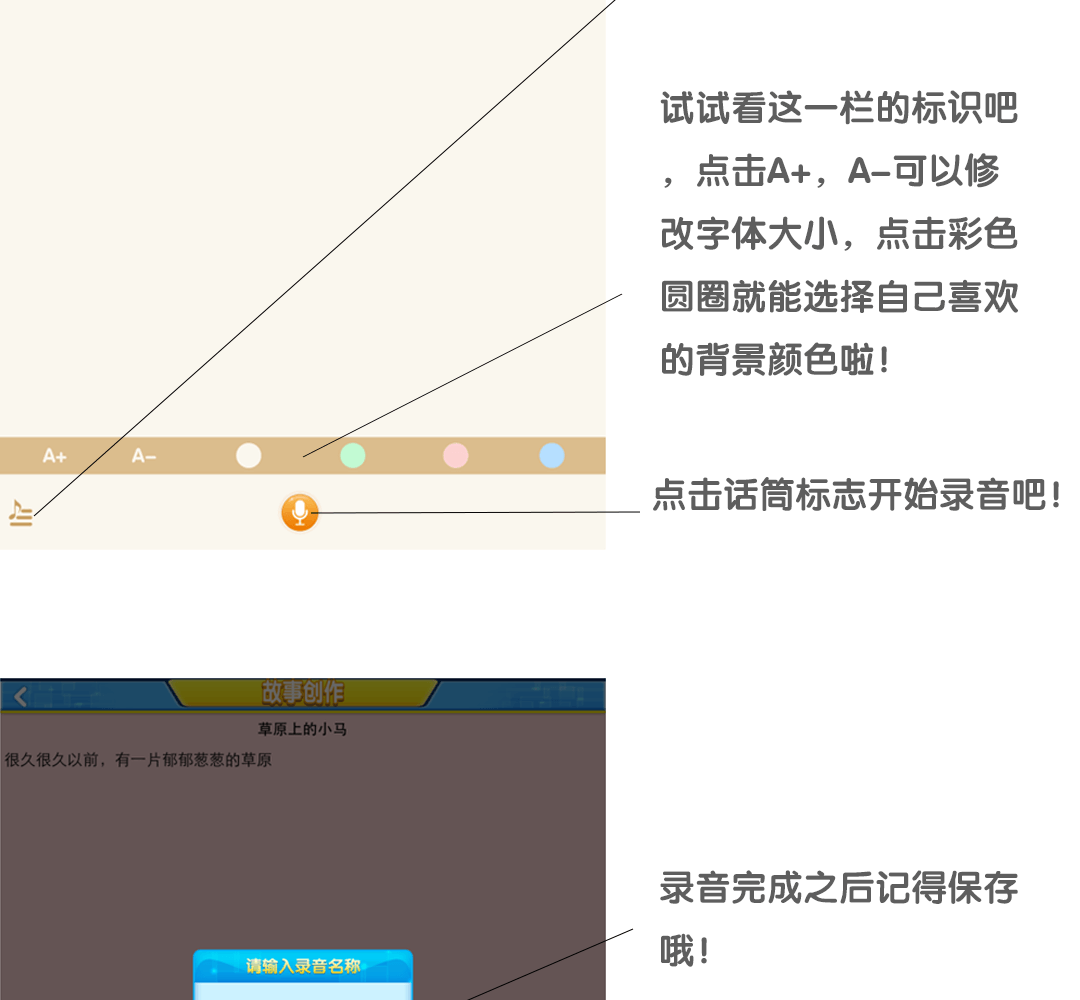 试试看这一栏的标识吧
，点击A+，A-可以修
改字体大小，点击彩色
圆圈就能选择自己喜欢
的背景颜色啦！
A+ A-
点击话筒标志开始录音吧！
故事创作
草原上的小马
很久很久以前，有一片郁郁葱葱的草原
录音完成之后记得保存
哦！
请输入录音名称